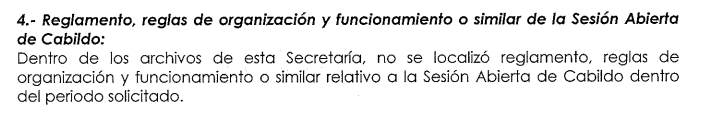 4.- Reglamento, reglas de organización y funcionamiento o similar de la Sesión Abierta
de Cabildo:
Dentro de los archivos de esta Secretaría, no se localizó reglamento, reglas de
organización y funcionamiento o similar relativo a la Sesión Abierta de Cabildo dentro
del periodo solicitado.